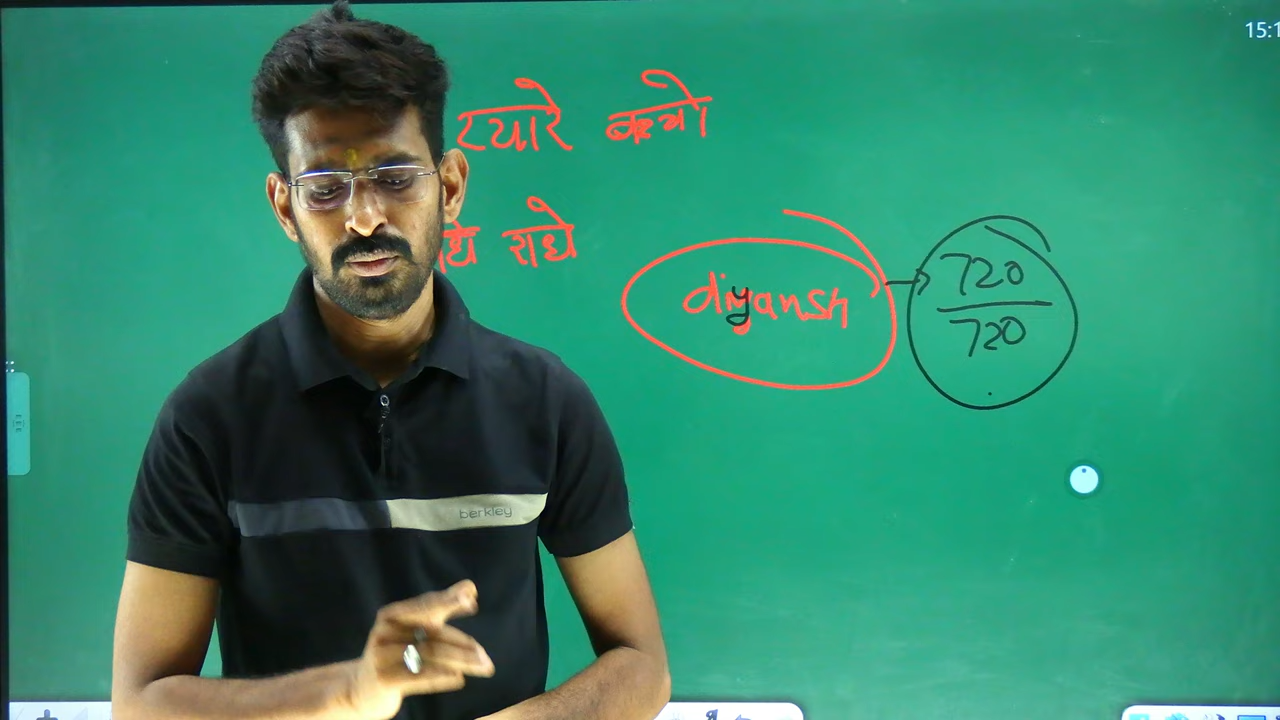 15:1
प्यारे बच्चो
राधे राधे
diyansh
720
720
berkley